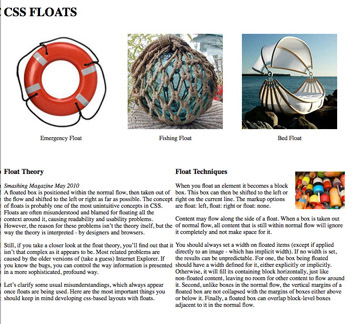 CSS FLOATS
Emergency Float
Fishing Float
Bed Float
Float Theory
Smashing Magazine May 2010
A floated box is positioned within the normal flow, then taken out of
the flow and shifted to the left or right as far as possible. The concept
of floats is probably one of the most unintuitive concepts in CSS.
Floats are often misunderstood and blamed for floating all the
context around it, causing readability and usability problems.
However, the reason for these problems isn't the theory itself, but the
way the theory is interpreted - by designers and browsers.
Still, if you take a closer look at the float theory, you'll find out that it
isn't that complex as it appears to be. Most related problems are
caused by the older versions of (take a guess) Internet Explorer. If
you know the bugs, you can control the way information is presented
in a more sophisticated, profound way.
Let's clarify some usual misunderstandings, which always appear
once floats are being used. Here are the most important things you
should keep in mind developing css-based layouts with floats.
Float Techniques
When you float an element it becomes a block
box. This box can then be shifted to the left or
right on the current line. The markup options
are float: left, float: right or float: none.
Content may flow along the side of a float. When a box is taken out
of normal flow, all content that is still within normal flow will ignore
it completely and not make space for it.
You should always set a width on floated items (except if applied
directly to an image - which has implicit width). If no width is set,
the results can be unpredictable. For one, the box being floated
should have a width defined for it, either explicitly or implicitly.
Otherwise, it will fill its containing block horizontally, just like
non-floated content, leaving no room for other content to flow around
it. Second, unlike boxes in the normal flow, the vertical margins of a
floated box are not collapsed with the margins of boxes either above
or below it. Finally, a floated box can overlap block-level boxes
adjacent to it in the normal flow.